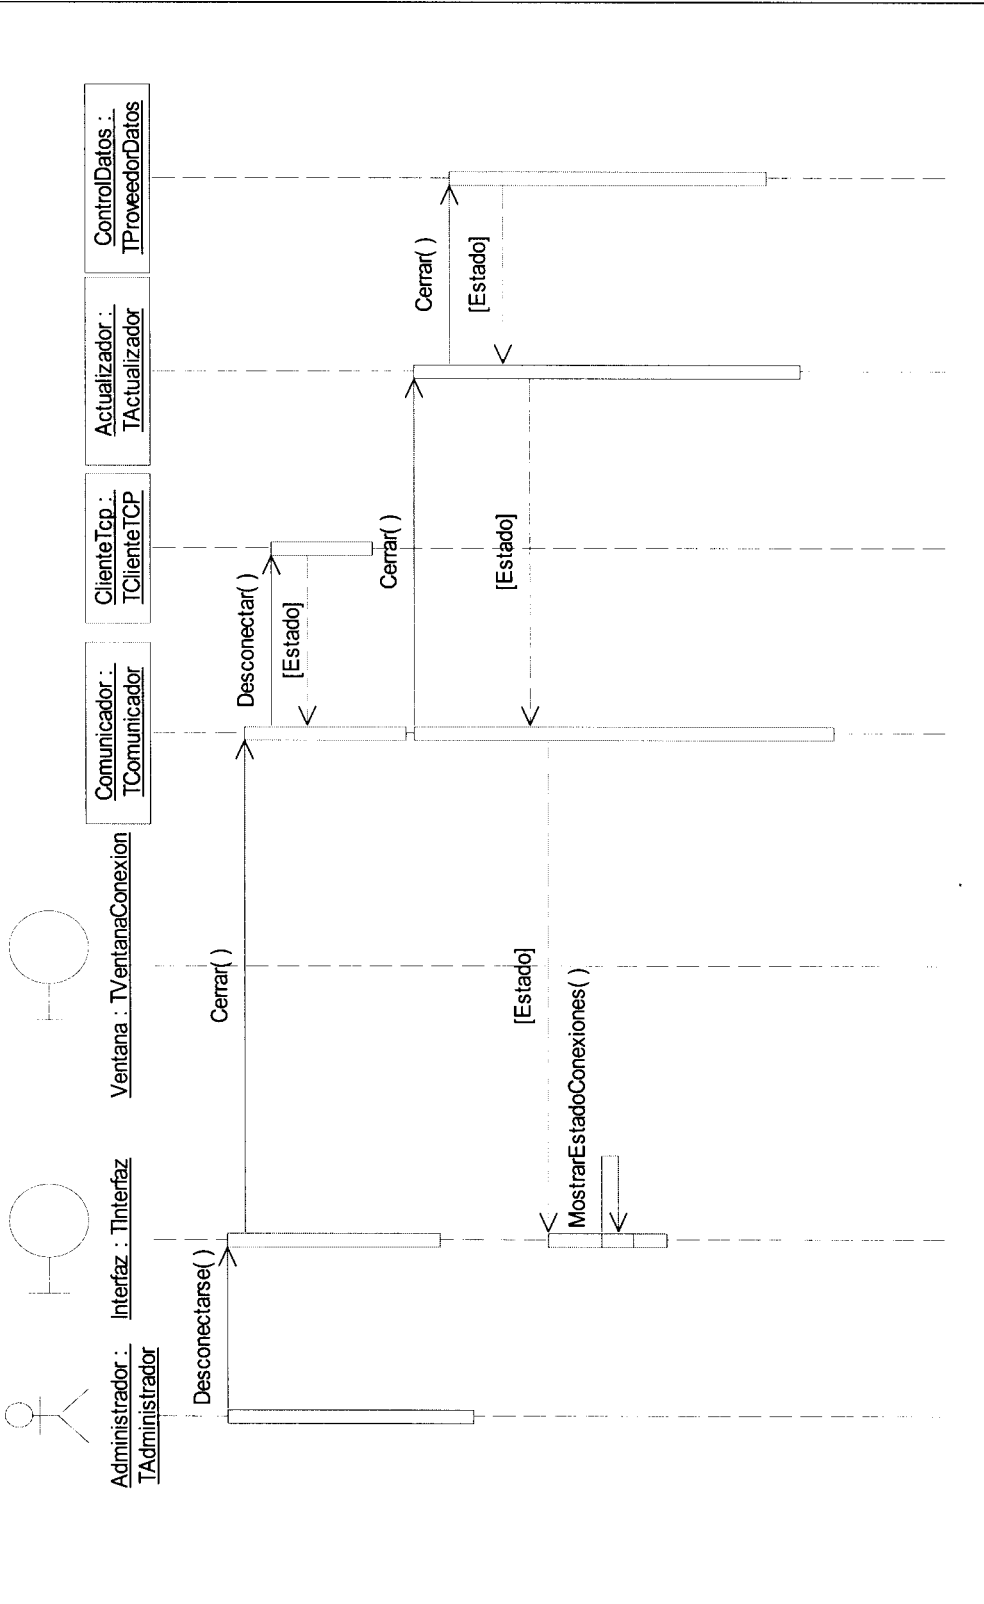 Administrador :
TAdministrador
Interfaz : TInterfaz
Ventana : TVentanaConexion
Comunicador :
TComunicador
ClienteTcp :
TClienteTCP
Actualizador :
TActualizador
ControlDatos :
TProveedorDatos
Desconectarse( )
Cerrar( )
Desconectar( )
[Estado]
Cerrar( )
Cerrar( )
[Estado]
[Estado]
[Estado]
MostrarEstadoConexiones( )